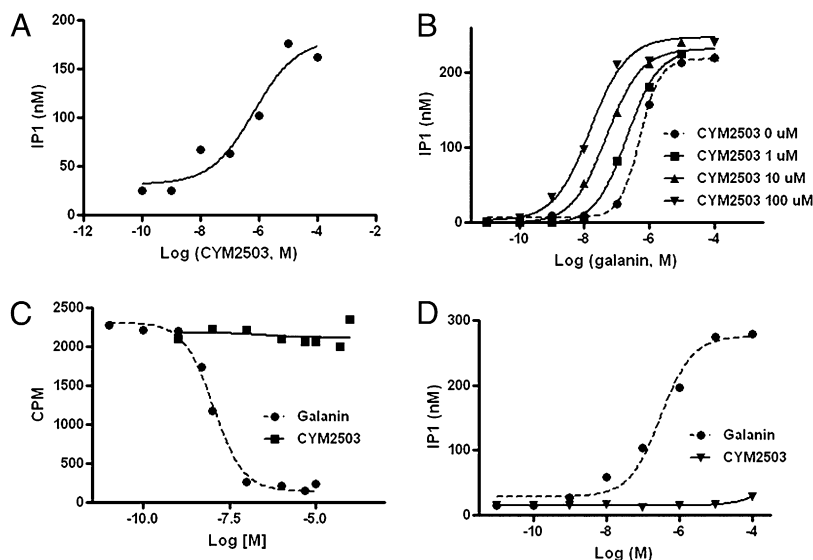 A
200
150
100
50
0
IP1 (nM)
-12
-10
-8
-6
-4
-2
Log (CYM2503, M)
B
200
100
0
IP1 (nM)
-10
-8
-6
-4
Log (galanin, M)
CYM2503 0 uM
CYM2503 1 uM
CYM2503 10 uM
CYM2503 100 uM
C
2500
2000
1500
1000
500
0
CPM
-10.0
-7.5
-5.0
Log [M]
Galanin
CYM2503
D
300
200
100
0
IP1 (nM)
-10
-8
-6
-4
Log (M)
Galanin
CYM2503